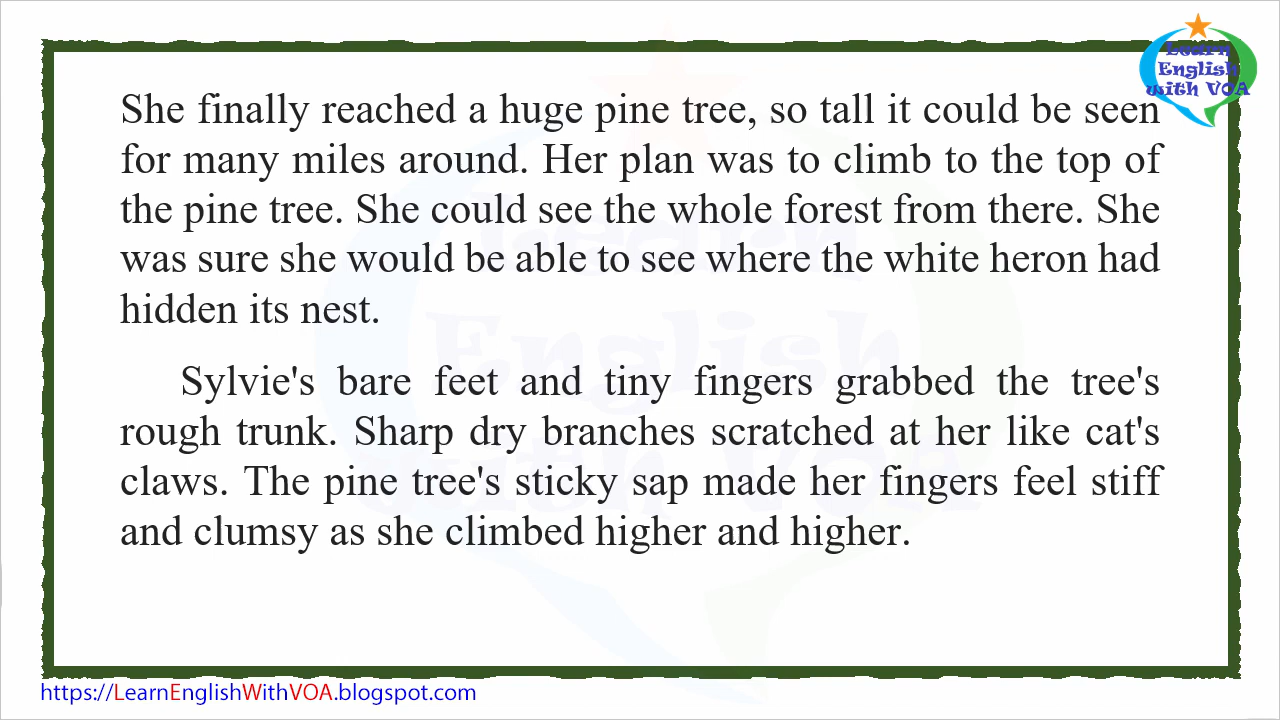 Learn
English
with VOA
She finally reached a huge pine tree, so tall it could be seen
for many miles around. Her plan was to climb to the top of
the pine tree. She could see the whole forest from there. She
was sure she would be able to see where the white heron had
hidden its nest.
Sylvie's bare feet and tiny fingers grabbed the tree's
rough trunk. Sharp dry branches scratched at her like cat's
claws. The pine tree's sticky sap made her fingers feel stiff
and clumsy as she climbed higher and higher.
Learn
English
with VOA
https://LearnEnglishWithVOA.blogspot.com